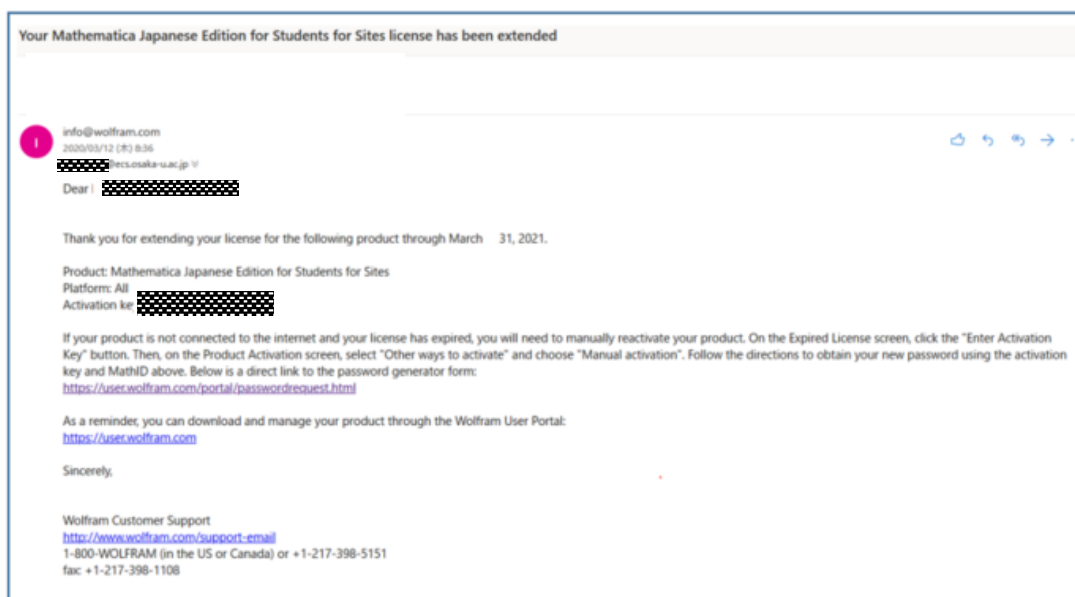 Your Mathematica Japanese Edition for Students for Sites license has been extended
I
info@wolfram.com
2020/03/12 (木) 8:36
@ecs.osaka-u.ac.jp
Dear
Thank you for extending your license for the following product through March 31, 2021.
Product: Mathematica Japanese Edition for Students for Sites
Platform: All
Activation ke
If your product is not connected to the internet and your license has expired, you will need to manually reactivate your product. On the Expired License screen, click the "Enter Activation
Key" button. Then, on the Product Activation screen, select "Other ways to activate" and choose "Manual activation". Follow the directions to obtain your new password using the activation
key and MathID above. Below is a direct link to the password generator form:
https://user.wolfram.com/portal/passwordrequest.html
As a reminder, you can download and manage your product through the Wolfram User Portal:
https://user.wolfram.com
Sincerely,
Wolfram Customer Support
http://www.wolfram.com/support-email
1-800-WOLFRAM (in the US or Canada) or +1-217-398-5151
fax: +1-217-398-1108